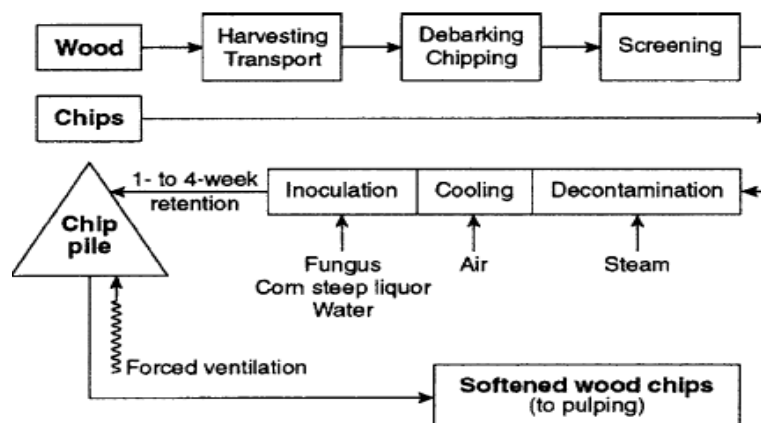 Wood
Harvesting
Transport
Debarking
Chipping
Screening
Chips
1- to 4-week
retention
Inoculation
Cooling
Decontamination
Chip
pile
Fungus
Corn steep liquor
Water
Air
Steam
Forced ventilation
Softened wood chips
(to pulping)